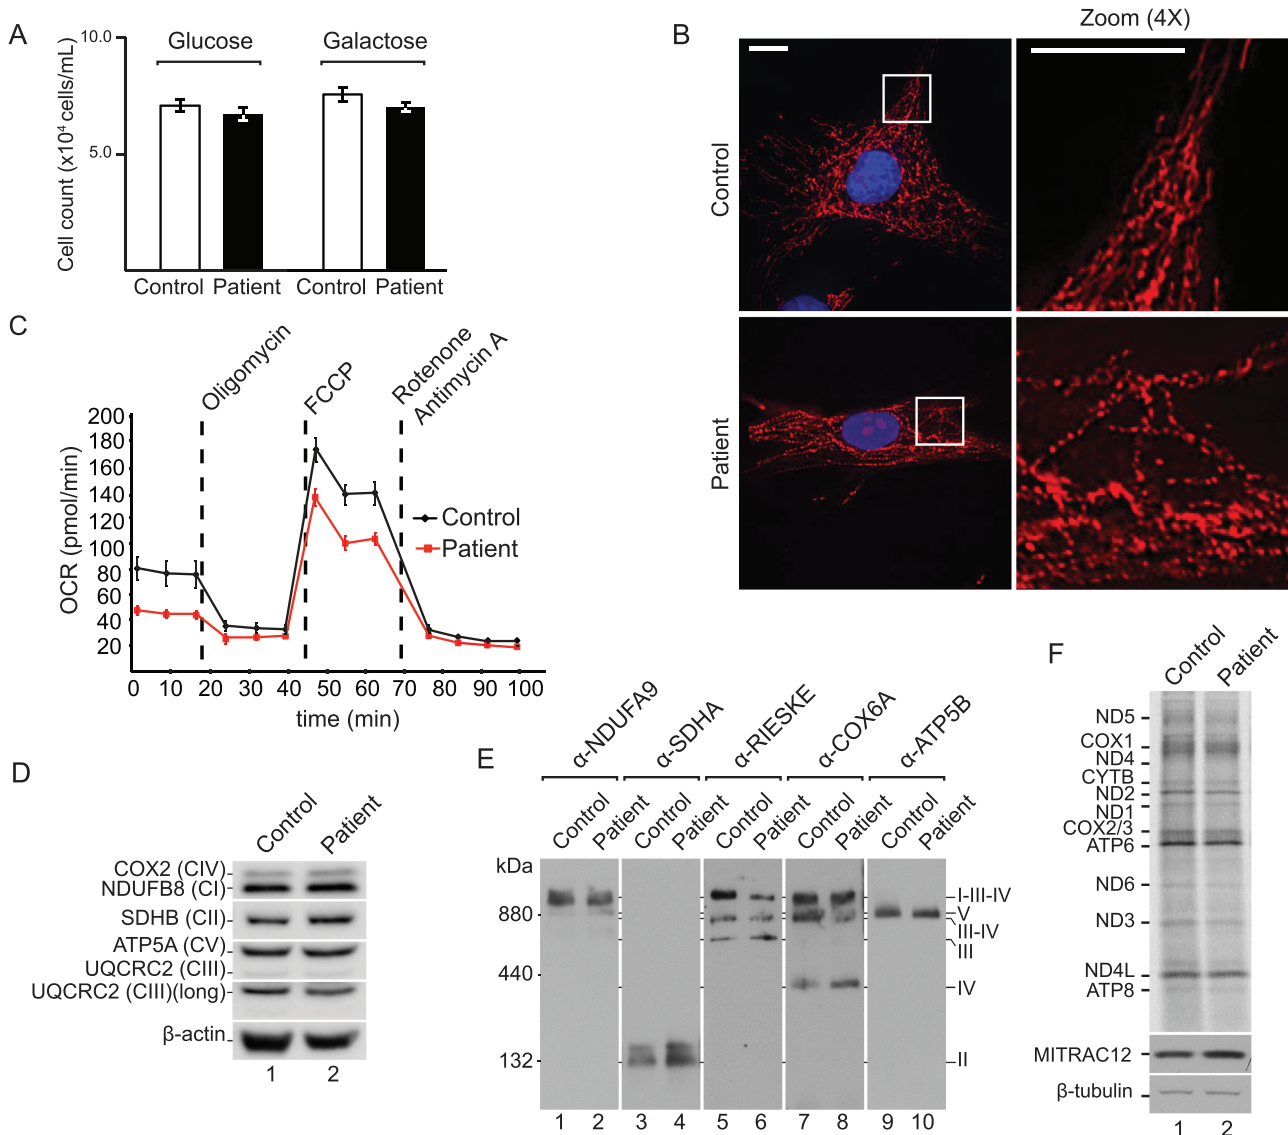 A
10.0
5.0
Cell count (x10⁴ cells/mL)
Glucose
Galactose
Control
Patient
Control
Patient
B
Zoom (4X)
Control
Patient
C
Oligomycin
FCCP
Rotenone
Antimycin A
OCR (pmol/min)
200
180
160
140
120
100
80
60
40
20
Control
Patient
0 10 20 30 40 50 60 70 80 90 100
time (min)
D
Control
Patient
COX2 (CIV)
NDUFB8 (CI)
SDHB (CII)
ATP5A (CV)
UQCRC2 (CIII)
UQCRC2 (CIII)(long)
β-actin
1 2
E
α-NDUFA9
α-SDHA
α-RIESKE
α-COX6A
α-ATP5B
Control
Patient
Control
Patient
Control
Patient
Control
Patient
Control
Patient
kDa
880
440
132
I-III-IV
V
III-IV
III
IV
II
1 2 3 4 5 6 7 8 9 10
F
Control
Patient
ND5
COX1
ND4
CYTB
ND2
ND1
COX2/3
ATP6
ND6
ND3
ND4L
ATP8
MITRAC12
β-tubulin
1 2